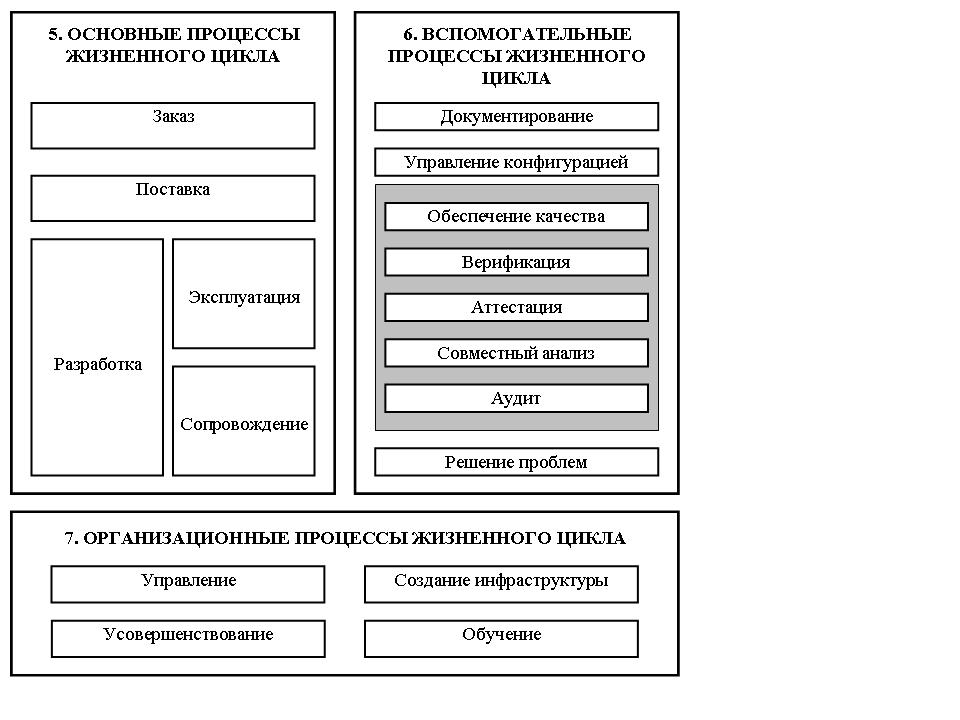 5. ОСНОВНЫЕ ПРОЦЕССЫ
ЖИЗНЕННОГО ЦИКЛА
Заказ
Поставка
Разработка
Эксплуатация
Сопровождение
6. ВСПОМОГАТЕЛЬНЫЕ
ПРОЦЕССЫ ЖИЗНЕННОГО
ЦИКЛА
Документирование
Управление конфигурацией
Обеспечение качества
Верификация
Аттестация
Совместный анализ
Аудит
Решение проблем
7. ОРГАНИЗАЦИОННЫЕ ПРОЦЕССЫ ЖИЗНЕННОГО ЦИКЛА
Управление
Создание инфраструктуры
Усовершенствование
Обучение